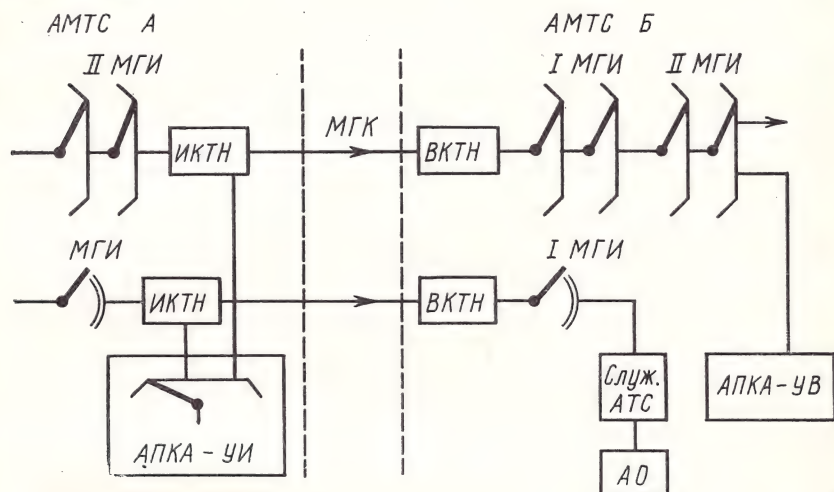 АМТС А
АМТС Б
II МГИ
I МГИ
II МГИ
МГК
ИКТН
ВКТН
МГИ
I МГИ
ИКТН
ВКТН
Служ.
АТС
АПКА-УВ
АПКА - УИ
АО